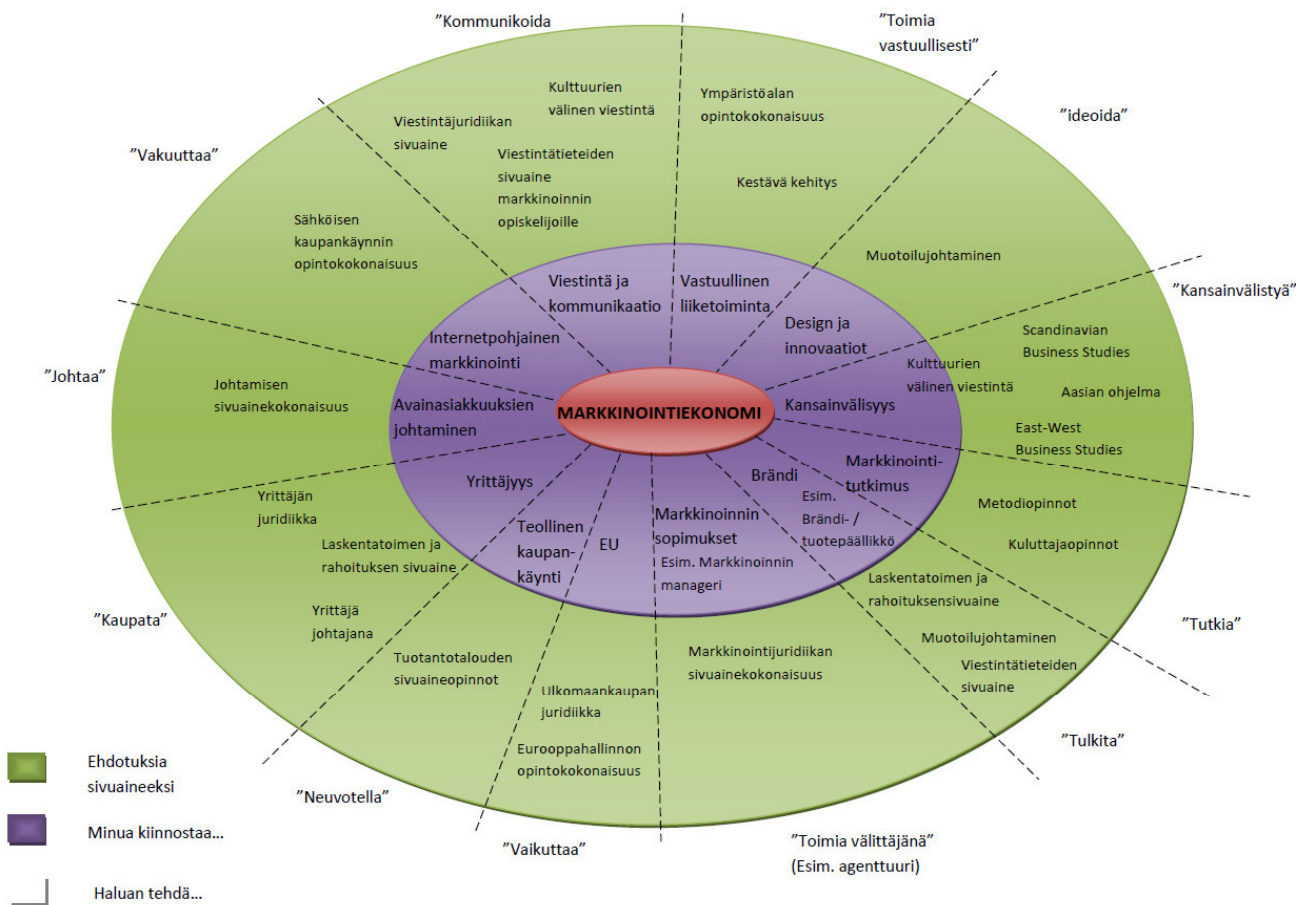 "Kommunikoida
"Toimia
vastuullisesti"
"ideoida"
"Kansainvälistyä"
"Tutkia"
"Tulkita"
"Toimia välittäjänä"
(Esim. agenttuuri)
"Vaikuttaa"
"Neuvotella"
"Kaupata"
"Johtaa"
"Vakuuttaa"
Kulttuurien
välinen viestintä
Viestintäjuridiikan
sivuaine
Viestintätieteiden
sivuaine
markkinoinnin
opiskelijoille
Ympäristöalan
opintokokonaisuus
Kestävä kehitys
Muotoilujohtaminen
Scandinavian
Business Studies
Aasian ohjelma
East-West
Business Studies
Kulttuurien
välinen viestintä
Metodiopinnot
Kuluttajaopinnot
Laskentatoimen ja
rahoituksensivuaine
Muotoilujohtaminen
Viestintätieteiden
sivuaine
Markkinointijuridiikan
sivuainekokonaisuus
Ulkomaankaupan
juridiikka
Eurooppahallinnon
opintokokonaisuus
Tuotantotalouden
sivuaineopinnot
Yrittäjän
juridiikka
Laskentatoimen ja
rahoituksen sivuaine
Yrittäjä
johtajana
Johtamisen
sivuainekokonaisuus
Sähköisen
kaupankäynnin
opintokokonaisuus
Viestintä ja
kommunikaatio
Vastuullinen
liiketoiminta
Design ja
innovaatiot
Kansainvälisyys
Markkinointi-
tutkimus
Brändi
Esim.
Brändi- /
tuotepäällikkö
Markkinoinnin
sopimukset
Esim. Markkinoinnin
manageri
EU
Teollinen
kaupan-
käynti
Yrittäjyys
Avainasiakkuuksien
johtaminen
Internetpohjainen
markkinointi
MARKKINOINTIEKONOMI
Ehdotuksia
sivuaineeksi
Minua kiinnostaa...
Haluan tehdä...